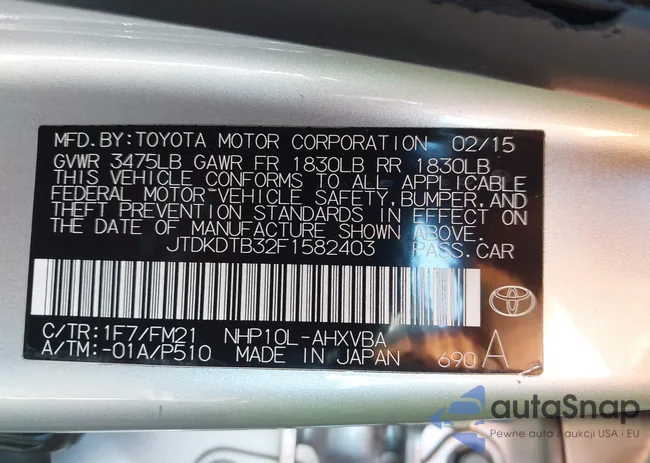 MFD.BY:TOYOTA MOTOR CORPORATION 02/15
GVWR 3475LB GAWR FR 1830LB RR 1830LB
THIS VEHICLE CONFORMS TO ALL APPLICABLE
FEDERAL MOTOR VEHICLE SAFETY,BUMPER,AND
THEFT PREVENTION STANDARDS IN EFFECT ON
THE DATE OF MANUFACTURE SHOWN ABOVE.
JTDKDTB32F1582403 PASS.CAR
C/TR:1F7/FM21 NHP10L-AHXVBA
A/TM:-01A/P510 MADE IN JAPAN 690 A
autaSnap
Pewne auta z aukcji USA i EU